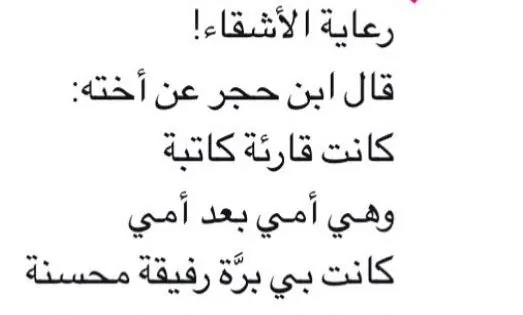 رعاية الأشقاء!
قال ابن حجر عن أخته:
كانت قارئة كاتبة
وهي أمي بعد أمي
كانت بي برَّة رفيقة محسنة